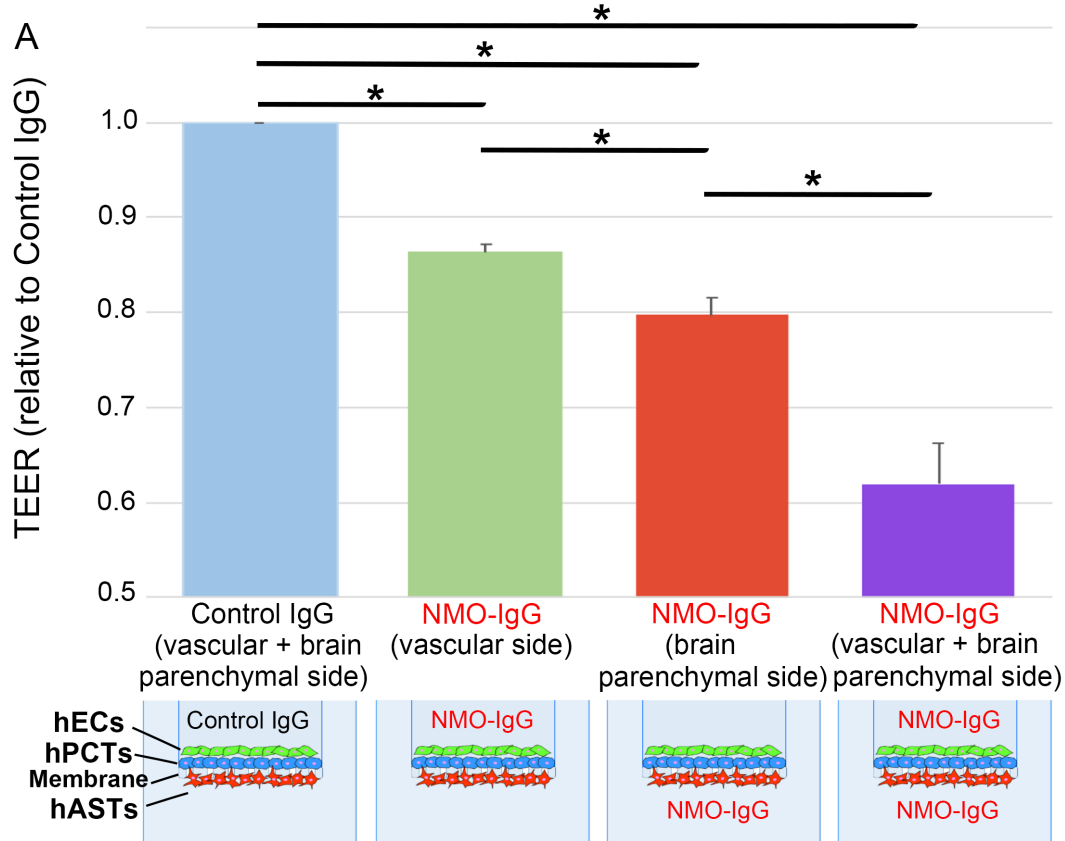 A
*
*
*
*
*
TEER (relative to Control IgG)
1.0
0.9
0.8
0.7
0.6
0.5
Control IgG
(vascular + brain
parenchymal side)
NMO-IgG
(vascular side)
NMO-IgG
(brain
parenchymal side)
NMO-IgG
(vascular + brain
parenchymal side)
hECs
hPCTs
Membrane
hASTs
Control IgG
NMO-IgG
NMO-IgG
NMO-IgG
NMO-IgG